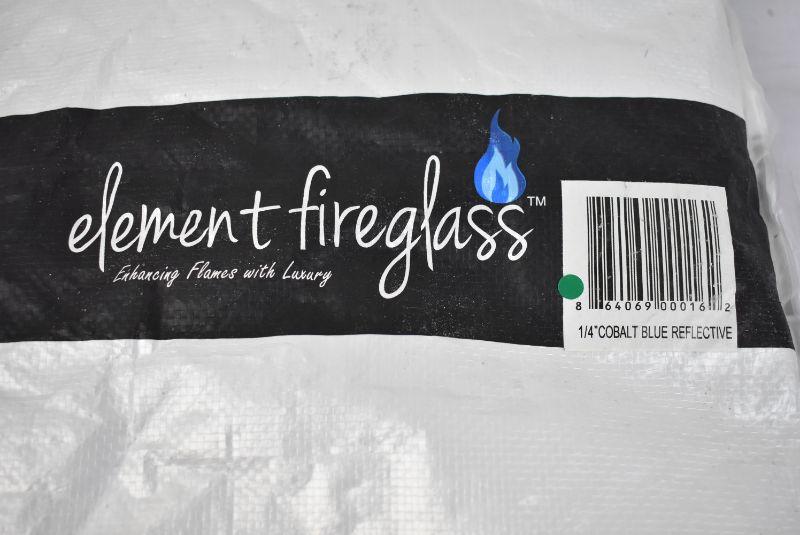 element fireglass™
Enhancing Flames with Luxury
8 64069 00016 2
1/4"COBALT BLUE REFLECTIVE